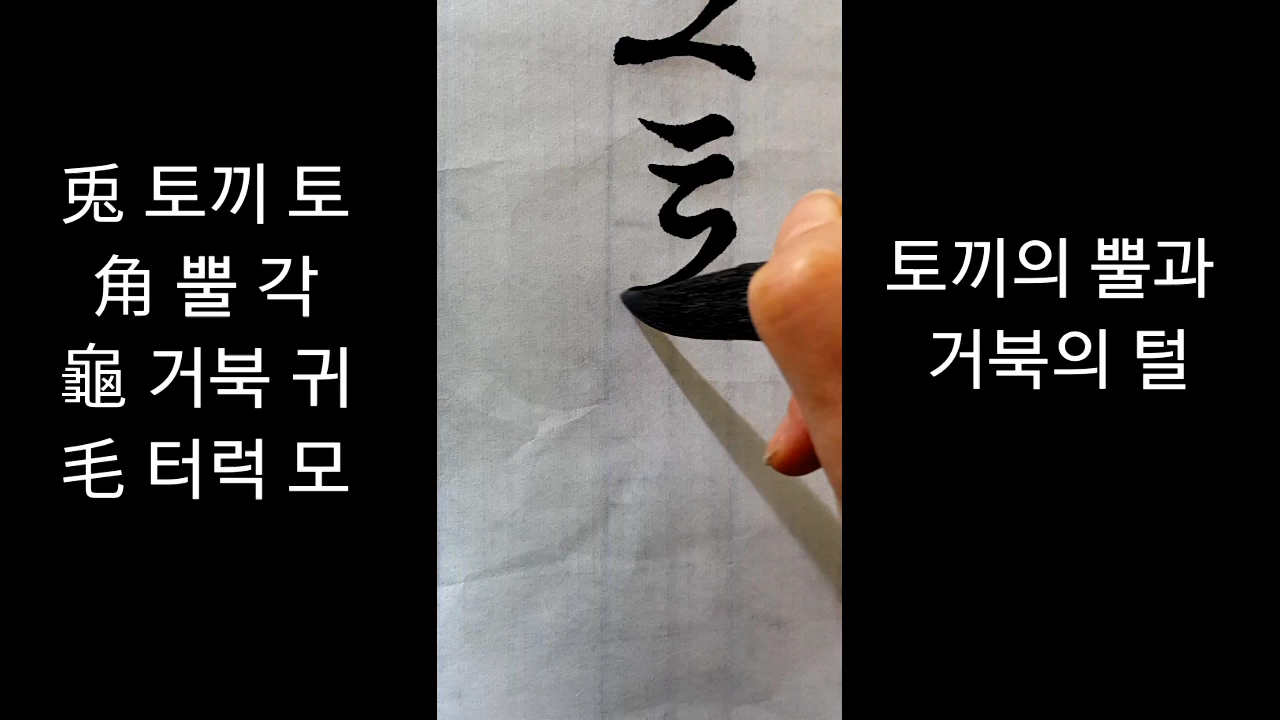 兎 토끼 토
角 뿔 각
龜 거북 귀
毛 터럭 모
토끼의 뿔과
거북의 털